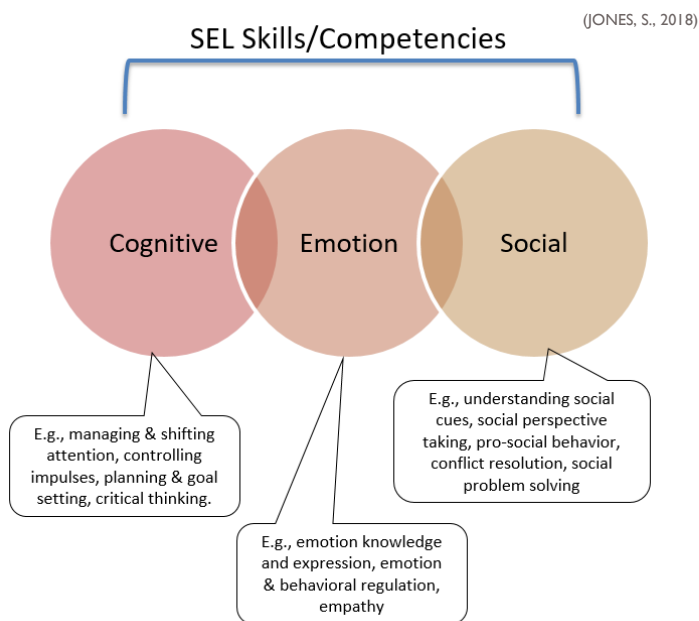 (JONES, S., 2018)
SEL Skills/Competencies
Cognitive
Emotion
Social
E.g., managing & shifting
attention, controlling
impulses, planning & goal
setting, critical thinking.
E.g., emotion knowledge
and expression, emotion
& behavioral regulation,
empathy
E.g., understanding social
cues, social perspective
taking, pro-social behavior,
conflict resolution, social
problem solving